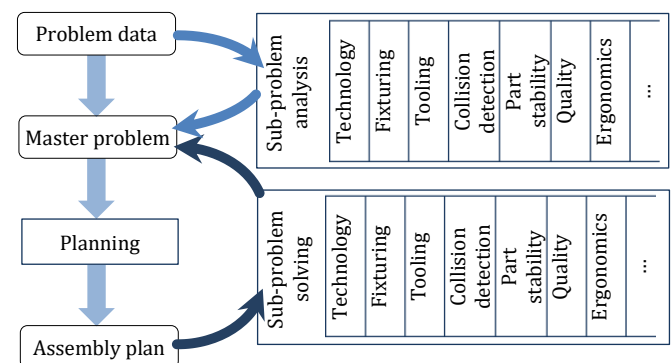 Problem data
Master problem
Planning
Assembly plan
Sub-problem
analysis
Technology
Fixturing
Tooling
Collision
detection
Part
stability
Quality
Ergonomics
...
Sub-problem
solving
Technology
Fixturing
Tooling
Collision
detection
Part
stability
Quality
Ergonomics
...